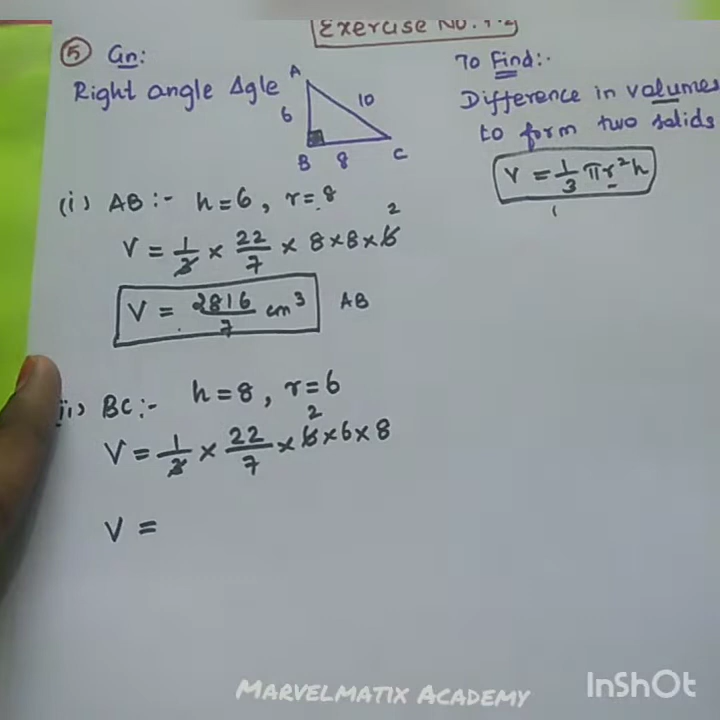 Exercise No. 7.2
(5) Gn:
Right angle Δgle
A
6
10
B
8
C
To Find:-
Difference in volumes
to form two solids
V = 1/3 πr²h
(i) AB:- h=6, r=8
V = 1/3 × 22/7 × 8×8×6 2
V = 2816/7 cm³ AB
(ii) BC:- h=8, r=6
V = 1/3 × 22/7 × 6 2 ×6×8
V =
MARVELMATIX ACADEMY
InShOt